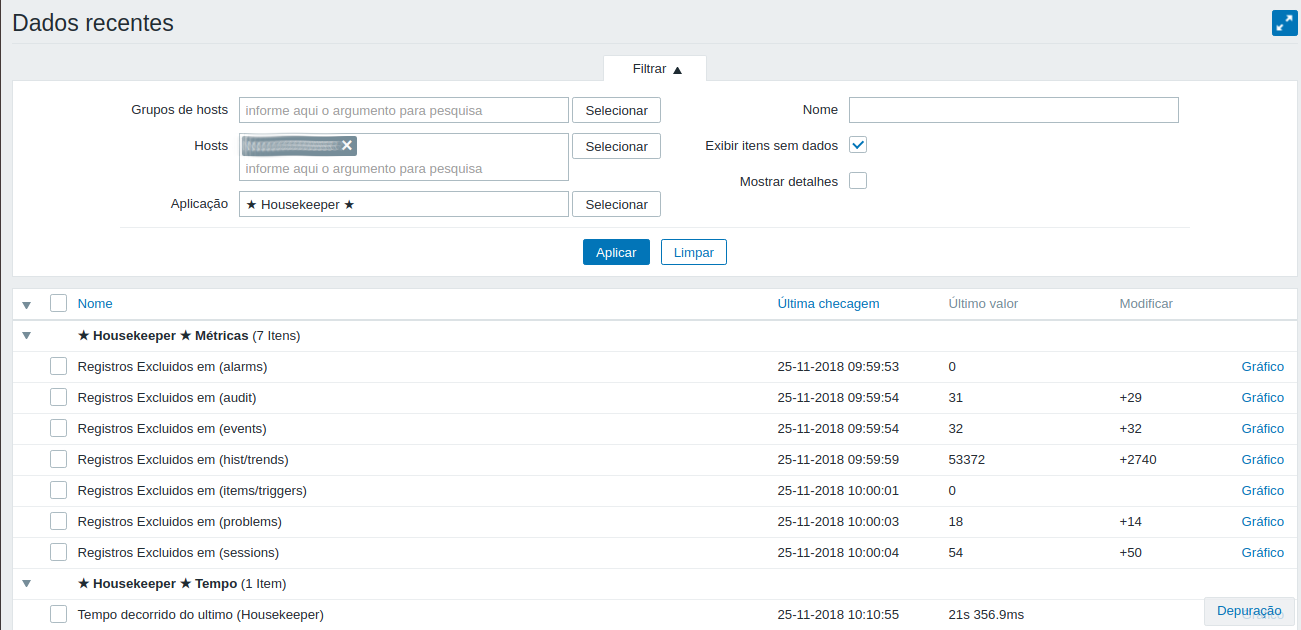 Dados recentes
Filtrar ▲
Grupos de hosts informe aqui o argumento para pesquisa Selecionar Nome
Hosts ✕ Selecionar Exibir itens sem dados
informe aqui o argumento para pesquisa
Mostrar detalhes
Aplicação ★ Housekeeper ★ Selecionar
Aplicar Limpar
▼ Nome Última checagem Último valor Modificar
▼ ★ Housekeeper ★ Métricas (7 Itens)
Registros Excluidos em (alarms) 25-11-2018 09:59:53 0 Gráfico
Registros Excluidos em (audit) 25-11-2018 09:59:54 31 +29 Gráfico
Registros Excluidos em (events) 25-11-2018 09:59:54 32 +32 Gráfico
Registros Excluidos em (hist/trends) 25-11-2018 09:59:59 53372 +2740 Gráfico
Registros Excluidos em (items/triggers) 25-11-2018 10:00:01 0 Gráfico
Registros Excluidos em (problems) 25-11-2018 10:00:03 18 +14 Gráfico
Registros Excluidos em (sessions) 25-11-2018 10:00:04 54 +50 Gráfico
▼ ★ Housekeeper ★ Tempo (1 Item)
Tempo decorrido do ultimo (Housekeeper) 25-11-2018 10:10:55 21s 356.9ms Depuração